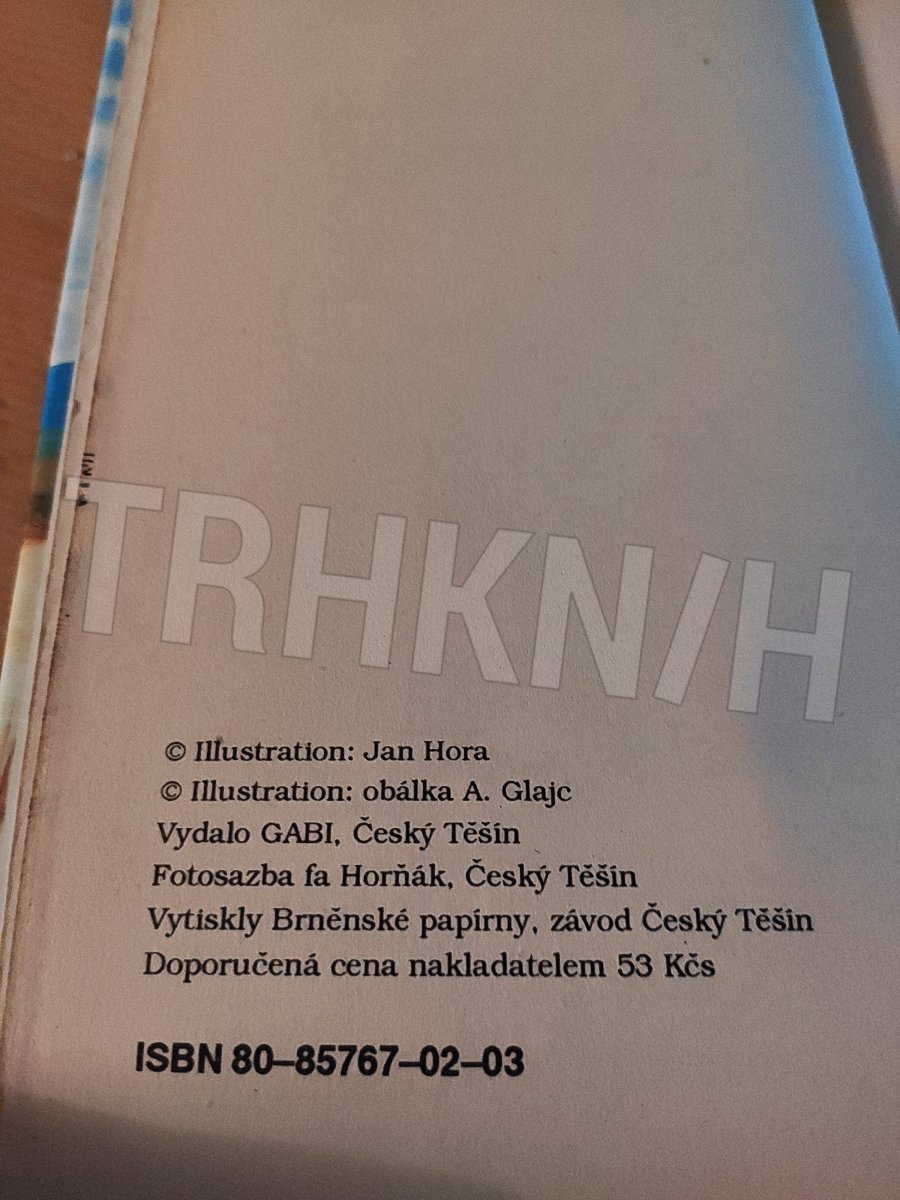 TRHKN/H
© Illustration: Jan Hora
© Illustration: obálka A. Glajc
Vydalo GABI, Český Těšín
Fotosazba fa Horňák, Český Těšín
Vytiskly Brněnské papírny, závod Český Těšín
Doporučená cena nakladatelem 53 Kčs
ISBN 80–85767–02–03